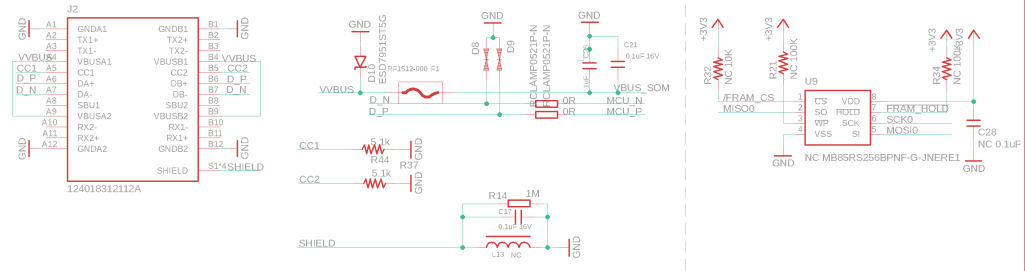 J2
GND A1 GNDA1 GNDB1 B1 GND
A2 TX1+ TX2+ B2
A3 TX1- TX2- B3
VVBUS A4 VBUSA1 VBUSB1 B4 VVBUS
CC1 A5 CC1 CC2 B5 CC2
D_P A6 DA+ DB+ B6 D_P
D_N A7 DA- DB- B7 D_N
A8 SBU1 SBU2 B8
A9 VBUSA2 VBUSB2 B9
A10 RX2- RX1- B10
A11 RX2+ RX1+ B11
GND A12 GNDA2 GNDB2 B12 GND
SHIELD S1*4 SHIELD
124018312112A
GND
D10
ESD7951ST5G
RF1512-000 F1
VVBUS
GND
D8
D9
RCLAMP0521P-N
RCLAMP0521P-N
GND
1uF
C21
0.1uF 16V
VBUS_SOM
D_N 0R MCU_N
D_P 0R MCU_P
CC1 5.1k GND
R44
R37
CC2 5.1k GND
R14 1M
C17
0.1uF 16V
SHIELD
L13 NC
GND
+3V3
R32
NC 10K
+3V3
R21
NC 100K
+3V3
R34
NC 100K
+3V3
U9
/FRAM_CS 1 CS VDD 8
MISO0 2 SO HOLD 7 FRAM_HOLD
3 WP SCK 6 SCK0
4 VSS SI 5 MOSI0
GND
NC MB85RS256BPNF-G-JNERE1
C28
NC 0.1uF
GND